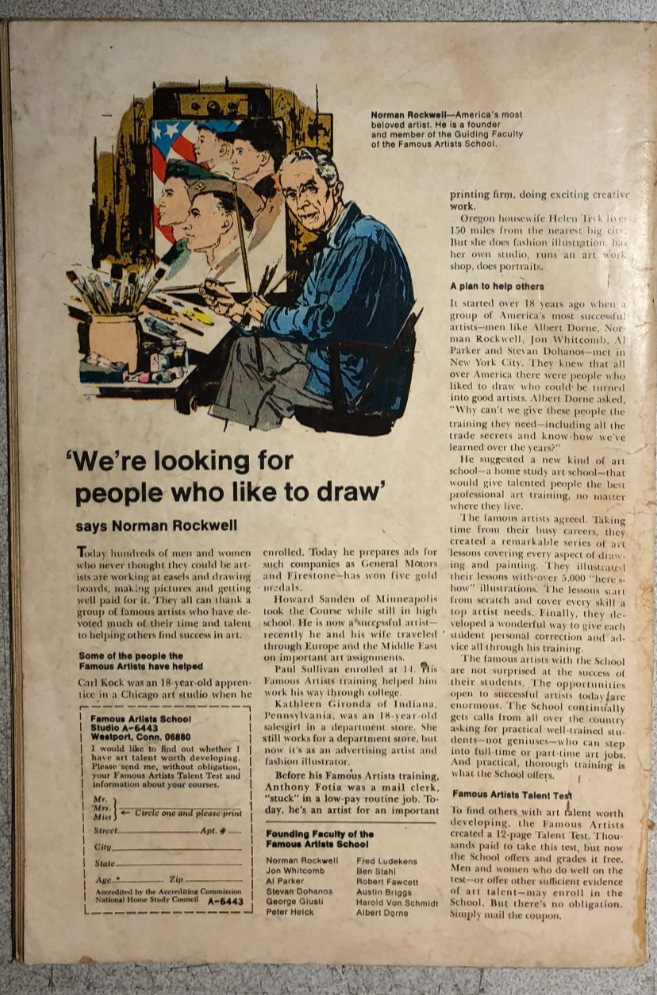 Norman Rockwell—America's most
beloved artist. He is a founder
and member of the Guiding Faculty
of the Famous Artists School.
'We're looking for
people who like to draw'
says Norman Rockwell
Today hundreds of men and women
who never thought they could be art-
ists are working at easels and drawing
boards, making pictures and getting
well paid for it. They all can thank a
group of famous artists who have de-
voted much of their time and talent
to helping others find success in art.
Some of the people the
Famous Artists have helped
Carl Kock was an 18-year-old appren-
tice in a Chicago art studio when he
enrolled. Today he prepares ads for
such companies as General Motors
and Firestone—has won five gold
medals.
Howard Sanden of Minneapolis
took the Course while still in high
school. He is now a successful artist—
recently he and his wife traveled
through Europe and the Middle East
on important art assignments.
Paul Sullivan enrolled at 14. His
Famous Artists training helped him
work his way through college.
Kathleen Gironda of Indiana,
Pennsylvania, was an 18-year-old
salesgirl in a department store. She
still works for a department store, but
now it's as an advertising artist and
fashion illustrator.
Before his Famous Artists training,
Anthony Fotia was a mail clerk,
"stuck" in a low-pay routine job. To-
day, he's an artist for an important
printing firm, doing exciting creative
work.
Oregon housewife Helen Tryk lives
150 miles from the nearest big city.
But she does fashion illustration, has
her own studio, runs an art work
shop, does portraits.
A plan to help others
It started over 18 years ago when a
group of America's most successful
artists—men like Albert Dorne, Nor-
man Rockwell, Jon Whitcomb, Al
Parker and Stevan Dohanos—met in
New York City. They knew that all
over America there were people who
liked to draw who could be turned
into good artists. Albert Dorne asked,
"Why can't we give these people the
training they need—including all the
trade secrets and know-how we've
learned over the years?"
He suggested a new kind of art
school—a home study art school—that
would give talented people the best
professional art training, no matter
where they live.
The famous artists agreed. Taking
time from their busy careers, they
created a remarkable series of art
lessons covering every aspect of draw-
ing and painting. They illustrated
their lessons with over 5,000 "here's-
how" illustrations. The lessons start
from scratch and cover every skill a
top artist needs. Finally, they de-
veloped a wonderful way to give each
student personal correction and ad-
vice all through his training.
The famous artists with the School
are not surprised at the success of
their students. The opportunities
open to successful artists today are
enormous. The School continually
gets calls from all over the country
asking for practical well-trained stu-
dents—not geniuses—who can step
into full-time or part-time art jobs.
And practical, thorough training is
what the School offers.
Famous Artists Talent Test
To find others with art talent worth
developing, the Famous Artists
created a 12-page Talent Test. Thou-
sands paid to take this test, but now
the School offers and grades it free.
Men and women who do well on the
test—or offer other sufficient evidence
of art talent—may enroll in the
School. But there's no obligation.
Simply mail the coupon.
Famous Artists School
Studio A-6443
Westport, Conn. 06880
I would like to find out whether I
have art talent worth developing.
Please send me, without obligation,
your Famous Artists Talent Test and
information about your courses.
Mr.
Mrs.
Miss
← Circle one and please print
Street Apt. #
City
State
Age Zip
Accredited by the Accrediting Commission
National Home Study Council A-6443
Founding Faculty of the
Famous Artists School
Norman Rockwell
Jon Whitcomb
Al Parker
Stevan Dohanos
George Giusti
Peter Helck
Fred Ludekens
Ben Stahl
Robert Fawcett
Austin Briggs
Harold Von Schmidt
Albert Dorne